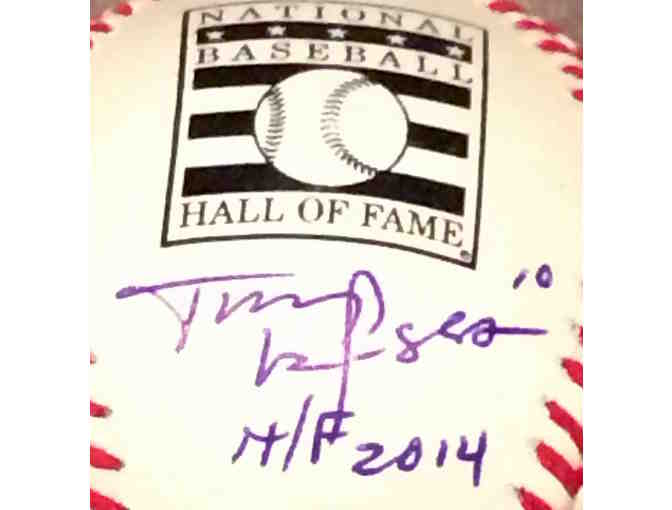 NATIONAL
BASEBALL
HALL OF FAME
10
H/F 2014